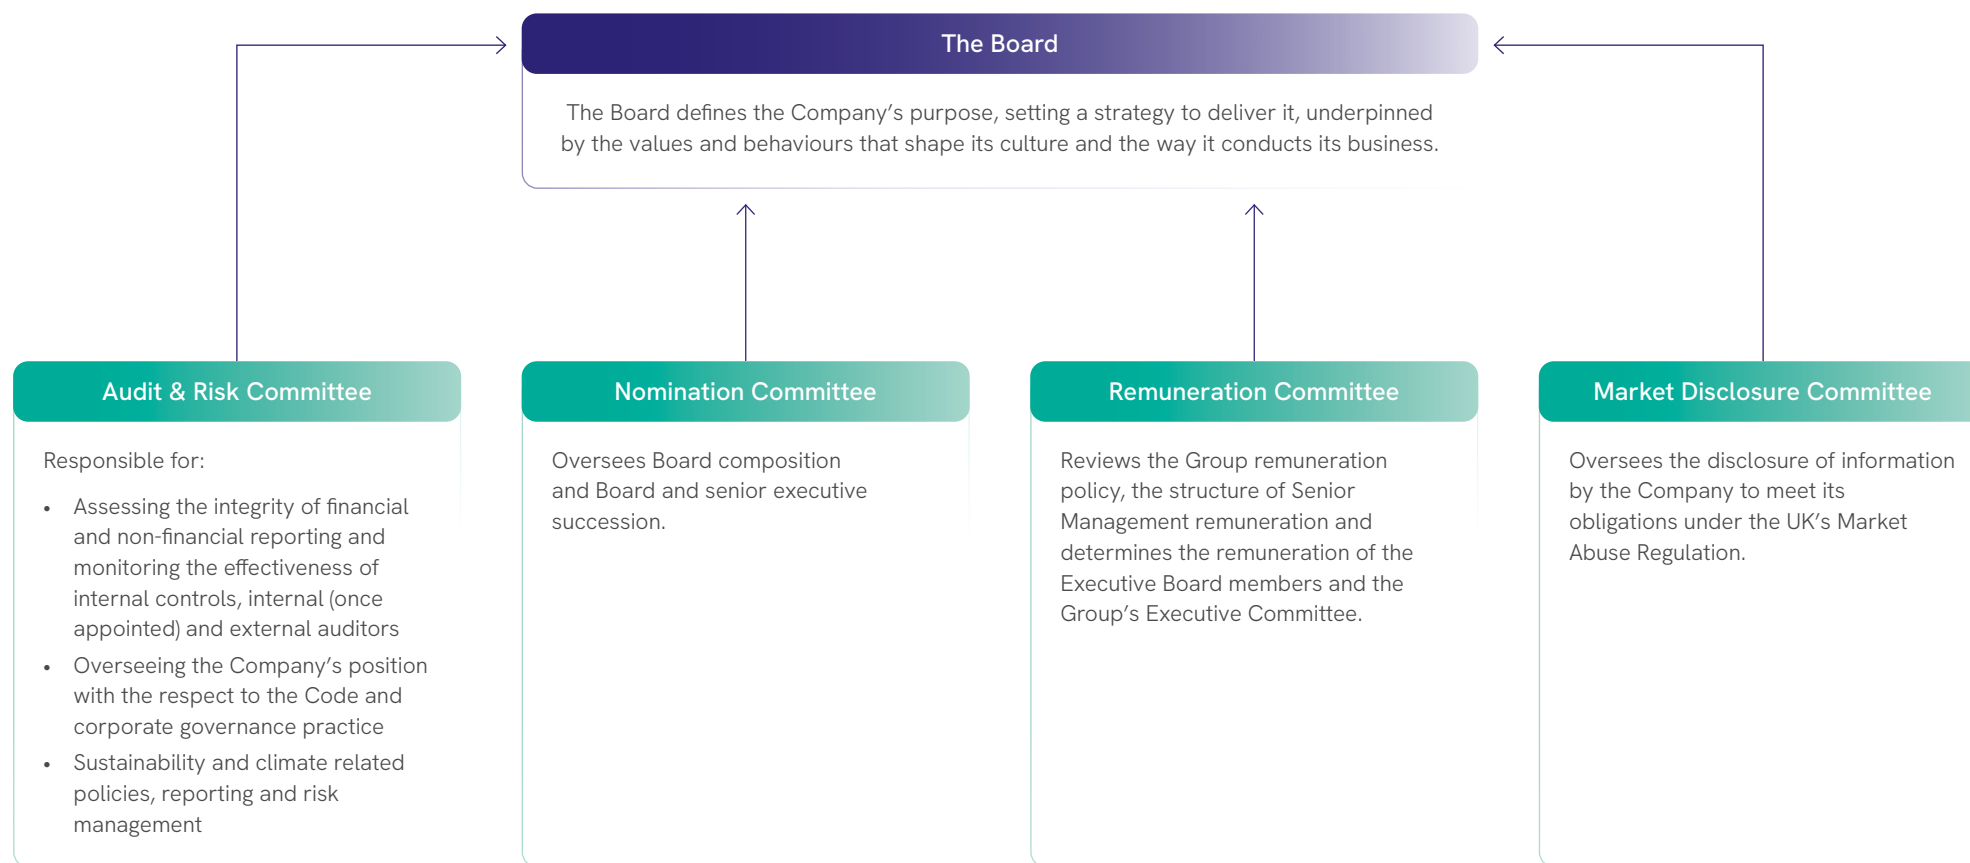 The Board
The Board defines the Company’s purpose, setting a strategy to deliver it, underpinned
by the values and behaviours that shape its culture and the way it conducts its business.
Audit & Risk Committee
Responsible for:
• Assessing the integrity of financial
and non-financial reporting and
monitoring the effectiveness of
internal controls, internal (once
appointed) and external auditors
• Overseeing the Company’s position
with the respect to the Code and
corporate governance practice
• Sustainability and climate related
policies, reporting and risk
management
Nomination Committee
Oversees Board composition
and Board and senior executive
succession.
Remuneration Committee
Reviews the Group remuneration
policy, the structure of Senior
Management remuneration and
determines the remuneration of the
Executive Board members and the
Group’s Executive Committee.
Market Disclosure Committee
Oversees the disclosure of information
by the Company to meet its
obligations under the UK’s Market
Abuse Regulation.